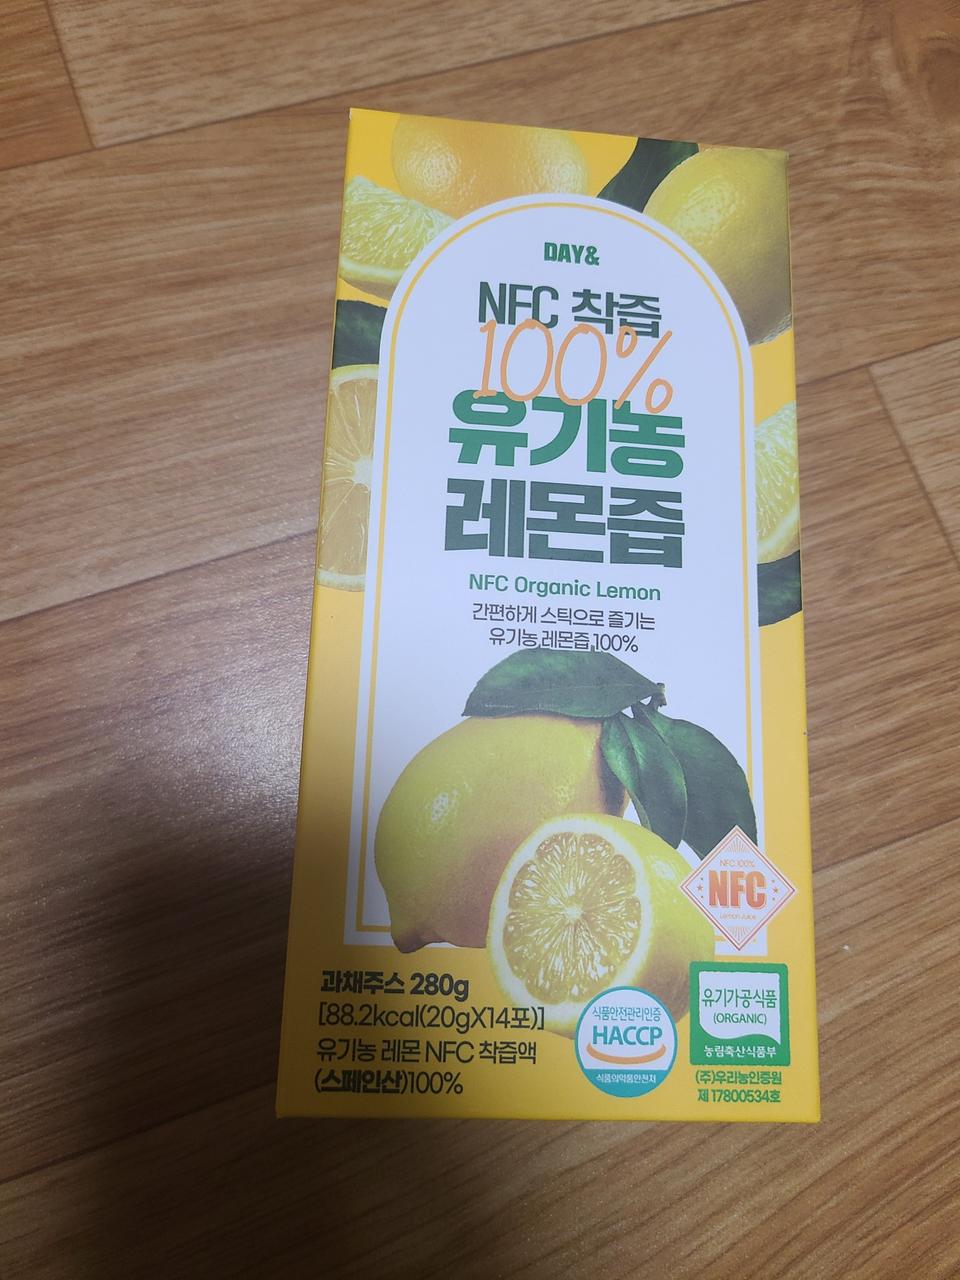 DAY&
NFC 착즙
100%
유기농
레몬즙
NFC Organic Lemon
간편하게 스틱으로 즐기는
유기농 레몬즙 100%
NFC 100%
NFC
Lemon Juice
과채주스 280g
[88.2kcal(20gX14포)]
유기농 레몬 NFC 착즙액
(스페인산)100%
식품안전관리인증
HACCP
식품의약품안전처
유기가공식품
(ORGANIC)
농림축산식품부
(주)우리농인증원
제 17800534호